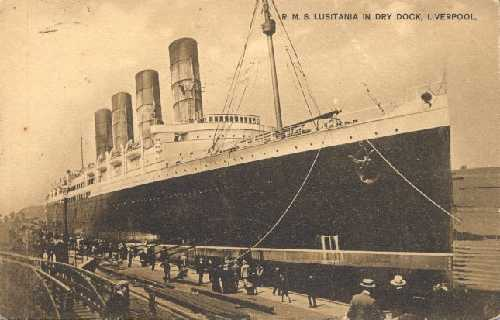 R. M. S. LUSITANIA IN DRY DOCK, LIVERPOOL.